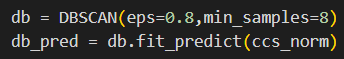 db = DBSCAN(eps=0.8,min_samples=8)
db_pred = db.fit_predict(ccs_norm)